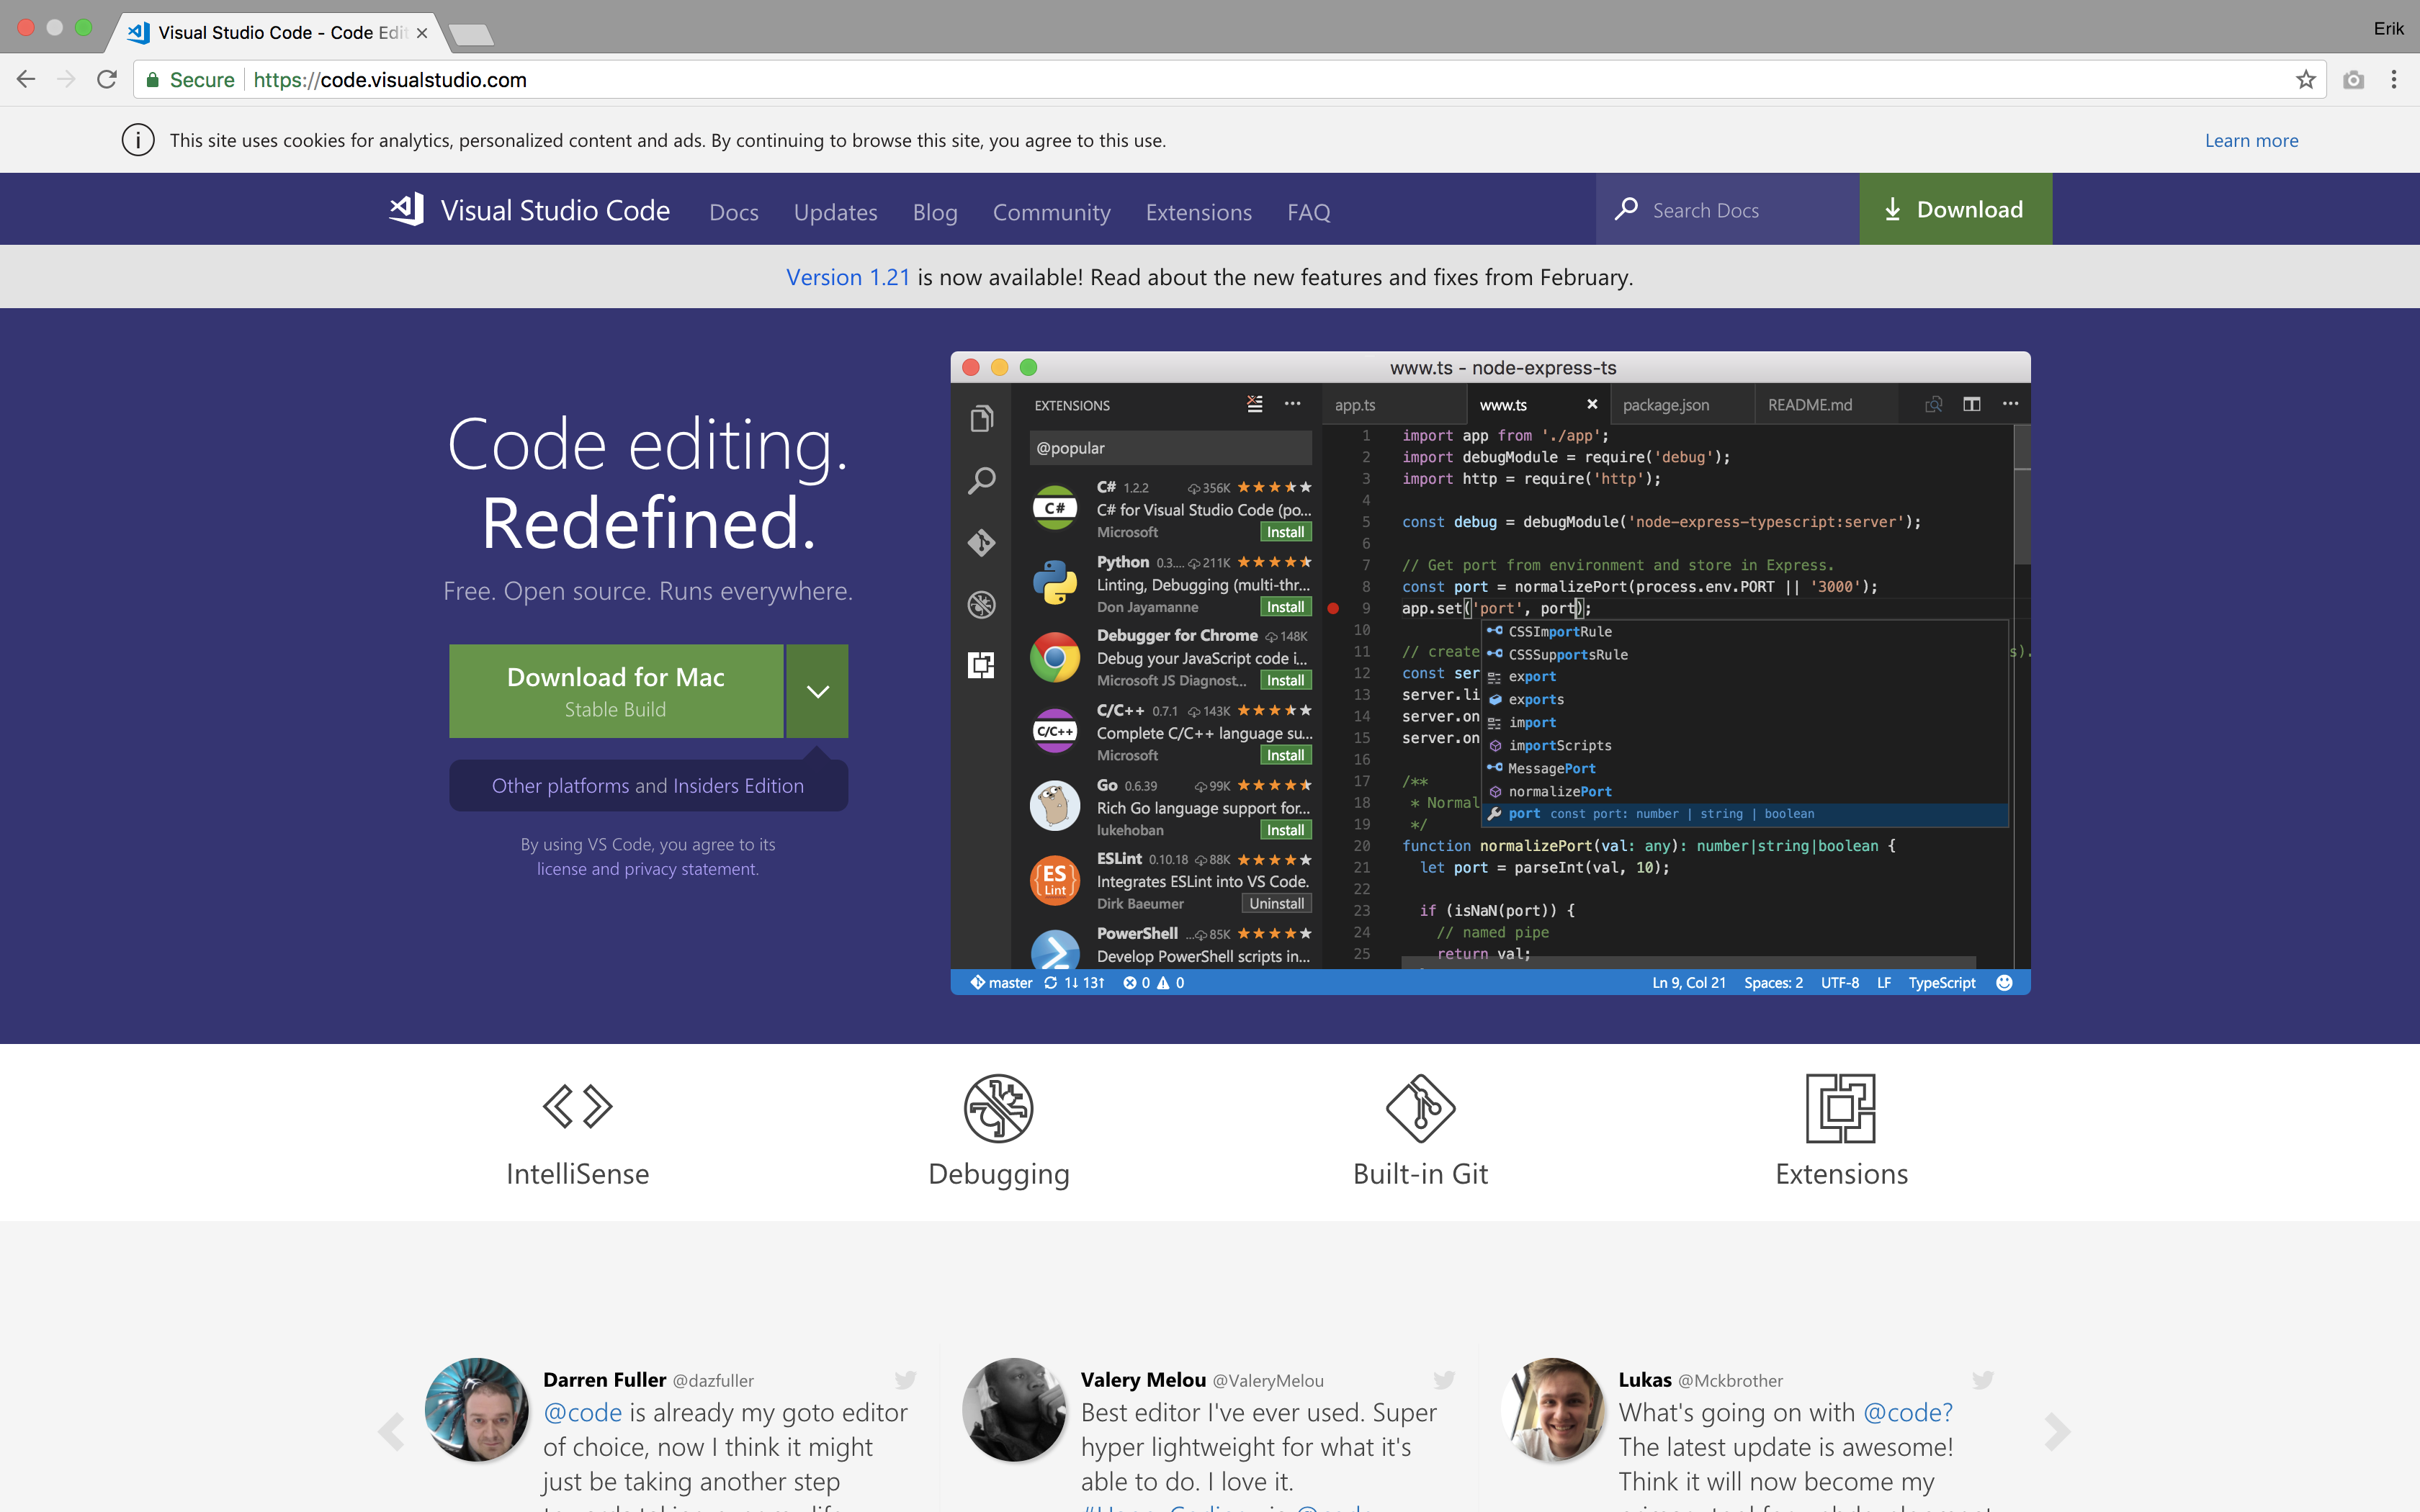 Visual Studio Code - Code Edit
Erik
Secure https://code.visualstudio.com
This site uses cookies for analytics, personalized content and ads. By continuing to browse this site, you agree to this use.
Learn more
Visual Studio Code
Docs
Updates
Blog
Community
Extensions
FAQ
Search Docs
Download
Version 1.21 is now available! Read about the new features and fixes from February.
Code editing.
Redefined.
Free. Open source. Runs everywhere.
Download for Mac
Stable Build
Other platforms and Insiders Edition
By using VS Code, you agree to its
license and privacy statement.
www.ts - node-express-ts
EXTENSIONS
@popular
C# 1.2.2 356K
C# C# for Visual Studio Code (po...
Microsoft Install
Python 0.3.... 211K
Linting, Debugging (multi-thr...
Don Jayamanne Install
Debugger for Chrome 148K
Debug your JavaScript code i...
Microsoft JS Diagnost... Install
C/C++ 0.7.1 143K
C/C++ Complete C/C++ language su...
Microsoft Install
Go 0.6.39 99K
Rich Go language support for...
lukehoban Install
ESLint 0.10.18 88K
ES Lint Integrates ESLint into VS Code.
Dirk Baeumer Uninstall
PowerShell ... 85K
Develop PowerShell scripts in...
app.ts
www.ts
package.json
README.md
1 import app from './app';
2 import debugModule = require('debug');
3 import http = require('http');
4
5 const debug = debugModule('node-express-typescript:server');
6
7 // Get port from environment and store in Express.
8 const port = normalizePort(process.env.PORT || '3000');
9 app.set('port', port);
10
11 // create s).
12 const ser
13 server.li
14 server.on
15 server.on
16
17 /**
18 * Normal
19 */
20 function normalizePort(val: any): number|string|boolean {
21 let port = parseInt(val, 10);
22
23 if (isNaN(port)) {
24 // named pipe
25 return val;
CSSImportRule
CSSSupportsRule
export
exports
import
importScripts
MessagePort
normalizePort
port const port: number | string | boolean
master 1↓ 13↑ 0 0
Ln 9, Col 21 Spaces: 2 UTF-8 LF TypeScript
IntelliSense
Debugging
Built-in Git
Extensions
Darren Fuller @dazfuller
@code is already my goto editor
of choice, now I think it might
just be taking another step
Valery Melou @ValeryMelou
Best editor I've ever used. Super
hyper lightweight for what it's
able to do. I love it.
Lukas @Mckbrother
What's going on with @code?
The latest update is awesome!
Think it will now become my